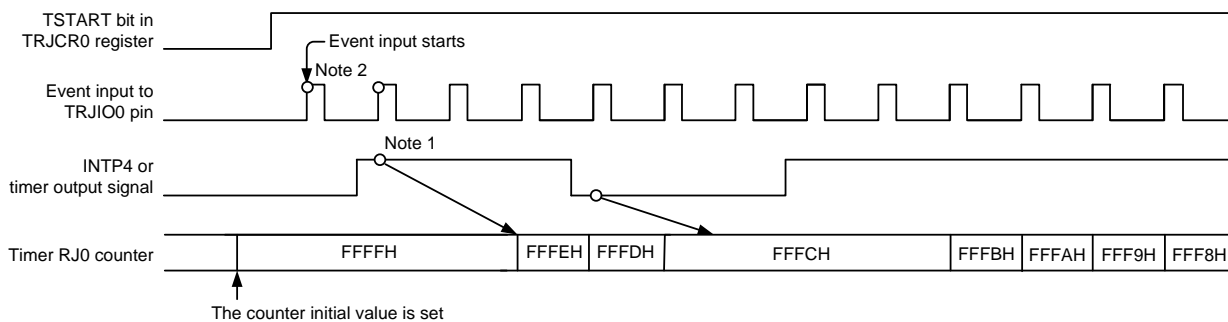 TSTART bit in
TRJCR0 register
Event input starts
Note 2
Event input to
TRJIO0 pin
Note 1
INTP4 or
timer output signal
Timer RJ0 counter
FFFFH
FFFEH
FFFDH
FFFCH
FFFBH
FFFAH
FFF9H
FFF8H
The counter initial value is set